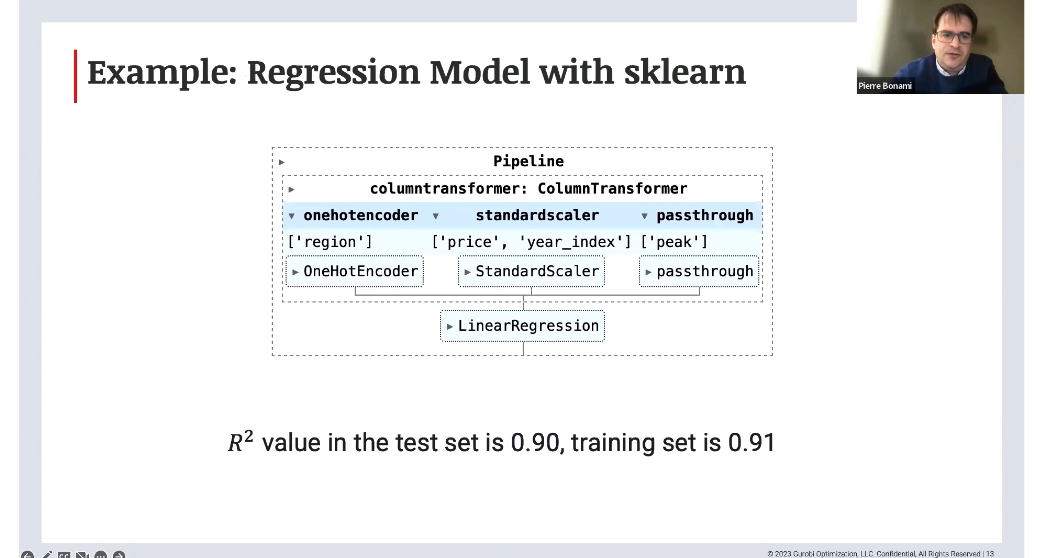 Example: Regression Model with sklearn
Pierre Bonami
Pipeline
columntransformer: ColumnTransformer
onehotencoder standardscaler passthrough
['region'] ['price', 'year_index'] ['peak']
OneHotEncoder StandardScaler passthrough
LinearRegression
R² value in the test set is 0.90, training set is 0.91
© 2023 Gurobi Optimization, LLC. Confidential, All Rights Reserved | 13